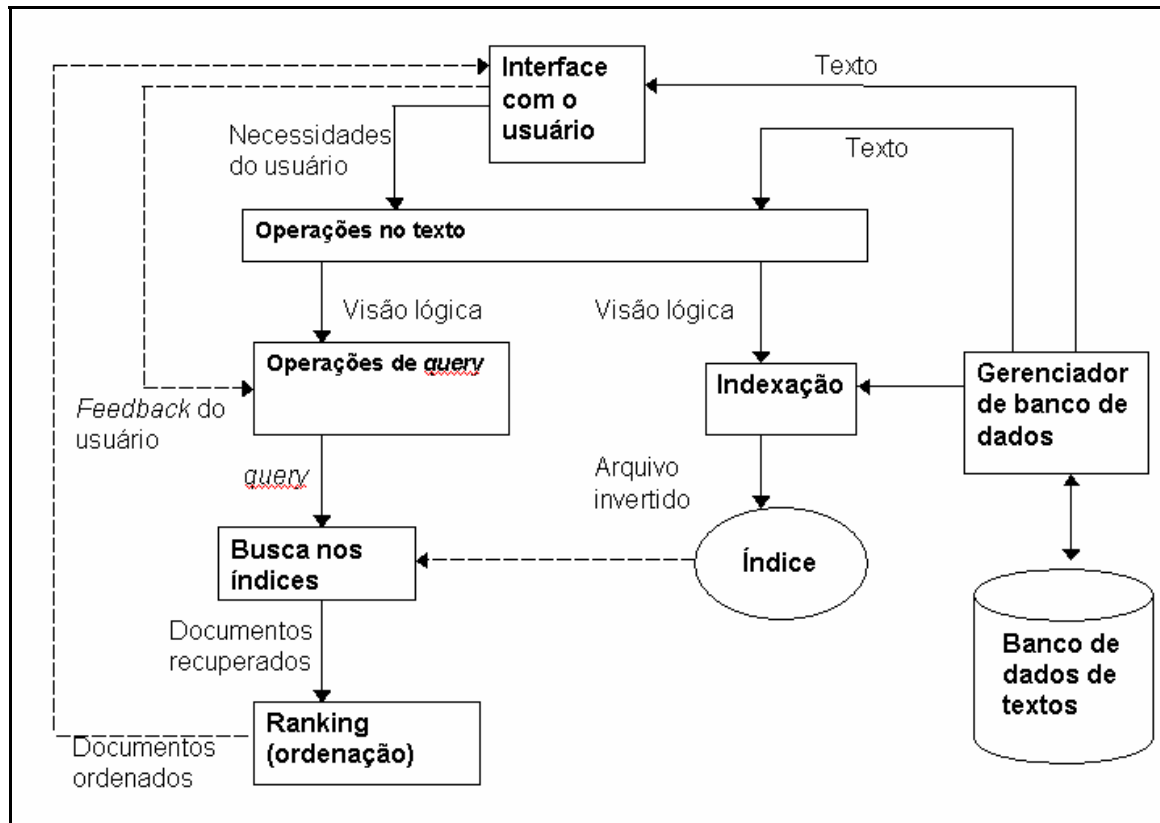 Interface
com o
usuário
Texto
Necessidades
do usuário
Texto
Operações no texto
Visão lógica
Visão lógica
Operações de query
Indexação
Gerenciador
de banco de
dados
Feedback do
usuário
query
Arquivo
invertido
Busca nos
índices
Índice
Documentos
recuperados
Banco de
dados de
textos
Ranking
(ordenação)
Documentos
ordenados